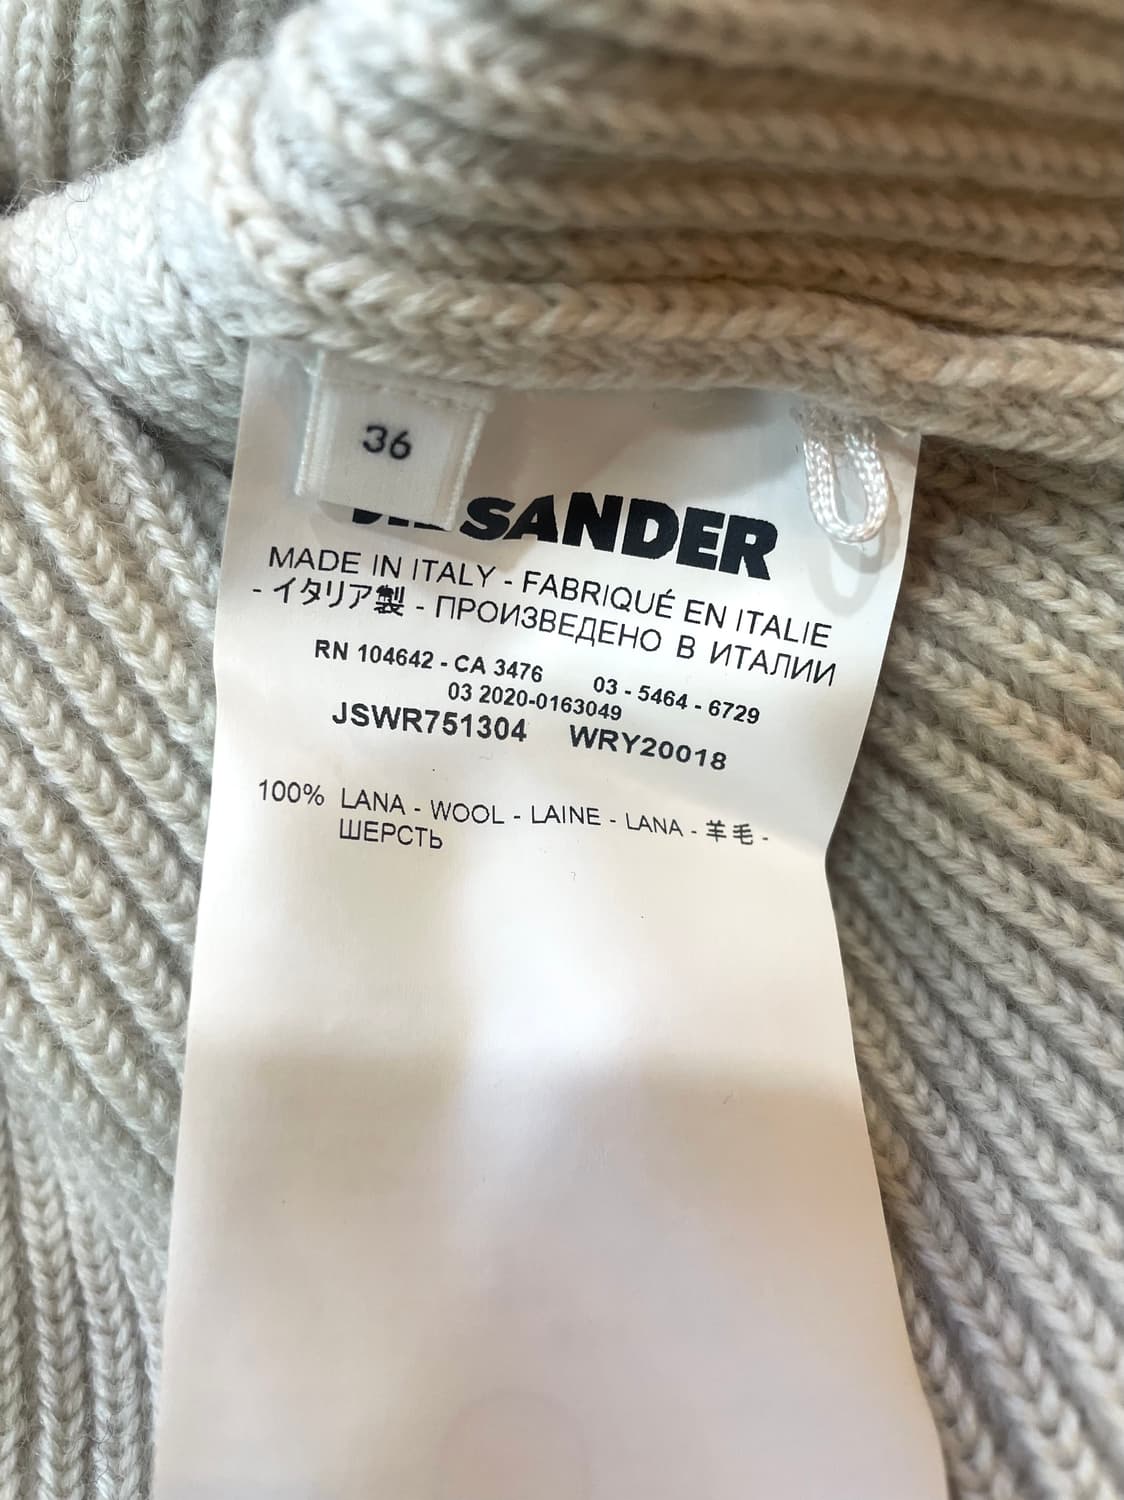 36
SANDER
MADE IN ITALY - FABRIQUÉ EN ITALIE
- イタリア製 - ПРОИЗВЕДЕНО В ИТАЛИИ
RN 104642 - CA 3476 03 - 5464 - 6729
03 2020-0163049
JSWR751304 WRY20018
100% LANA - WOOL - LAINE - LANA - 羊毛 -
ШЕРСТЬ